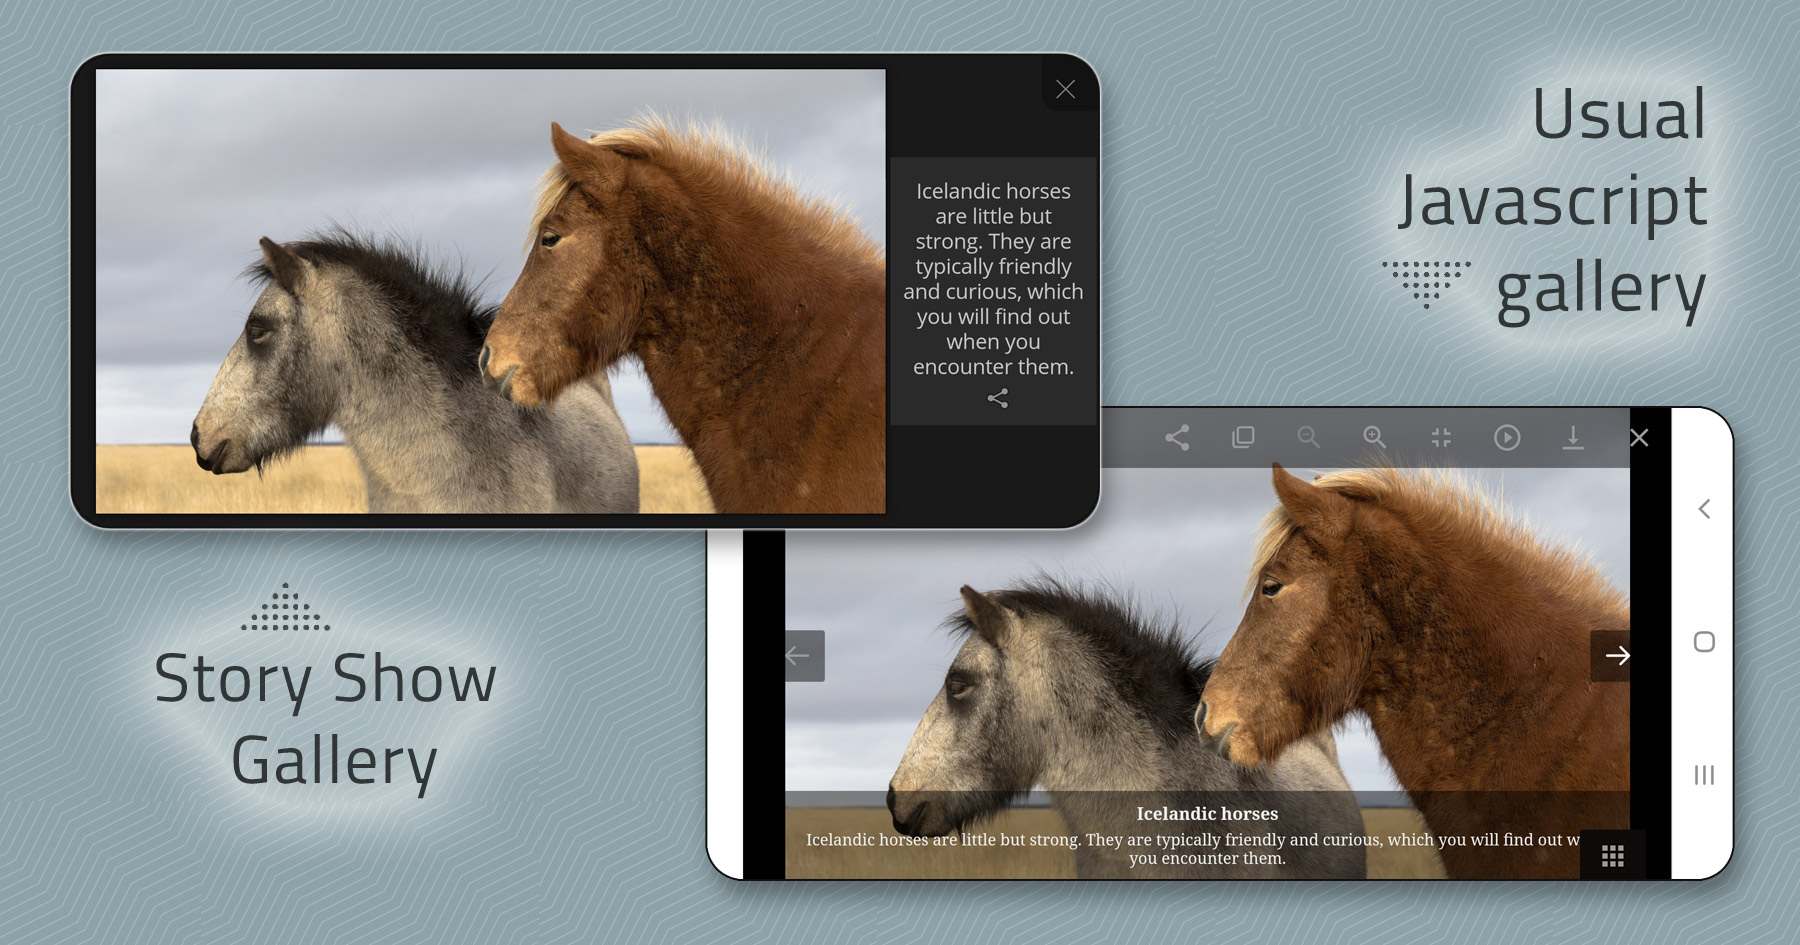 Usual
Javascript
gallery
Icelandic horses
are little but
strong. They are
typically friendly
and curious, which
you will find out
when you
encounter them.
Story Show
Gallery
Icelandic horses
Icelandic horses are little but strong. They are typically friendly and curious, which you will find out w
you encounter them.